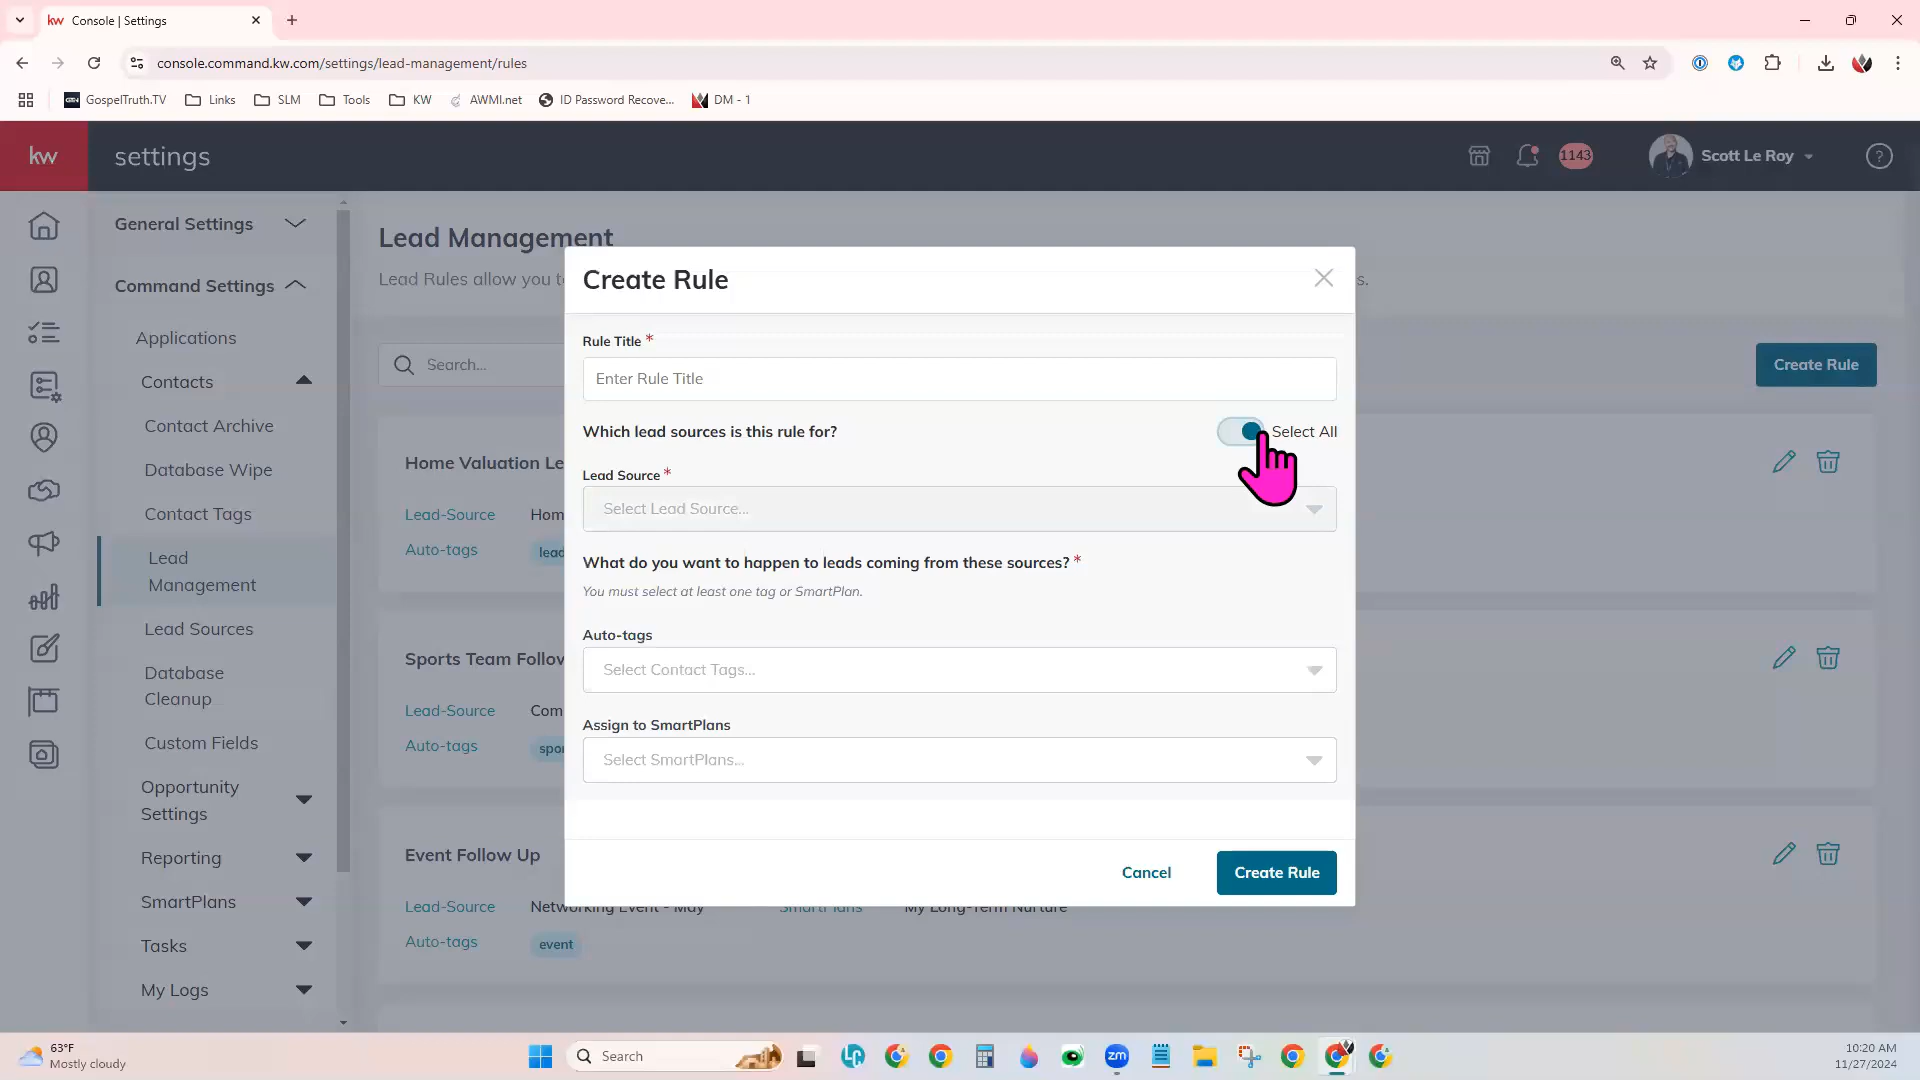 kw Console | Settings
console.command.kw.com/settings/lead-management/rules
GospelTruth.TV Links SLM Tools KW AWMI.net ID Password Recove... DM - 1
kw settings 1143 Scott Le Roy ?
General Settings
Command Settings
Applications
Contacts
Contact Archive
Database Wipe
Contact Tags
Lead
Management
Lead Sources
Database
Cleanup
Custom Fields
Opportunity
Settings
Reporting
SmartPlans
Tasks
My Logs
Lead Management
Lead Rules allow you t
s.
Search...
Create Rule
Home Valuation Le
Lead-Source Hom
Auto-tags lead
Sports Team Follow
Lead-Source Com
Auto-tags spor
Event Follow Up
Lead-Source Networking Event - May SmartPlans My Long-Term Nurture
Auto-tags event
Create Rule
Rule Title *
Enter Rule Title
Which lead sources is this rule for? Select All
Lead Source *
Select Lead Source...
What do you want to happen to leads coming from these sources? *
You must select at least one tag or SmartPlan.
Auto-tags
Select Contact Tags...
Assign to SmartPlans
Select SmartPlans...
Cancel Create Rule
63°F
Mostly cloudy
Search
LC
zm
10:20 AM
11/27/2024